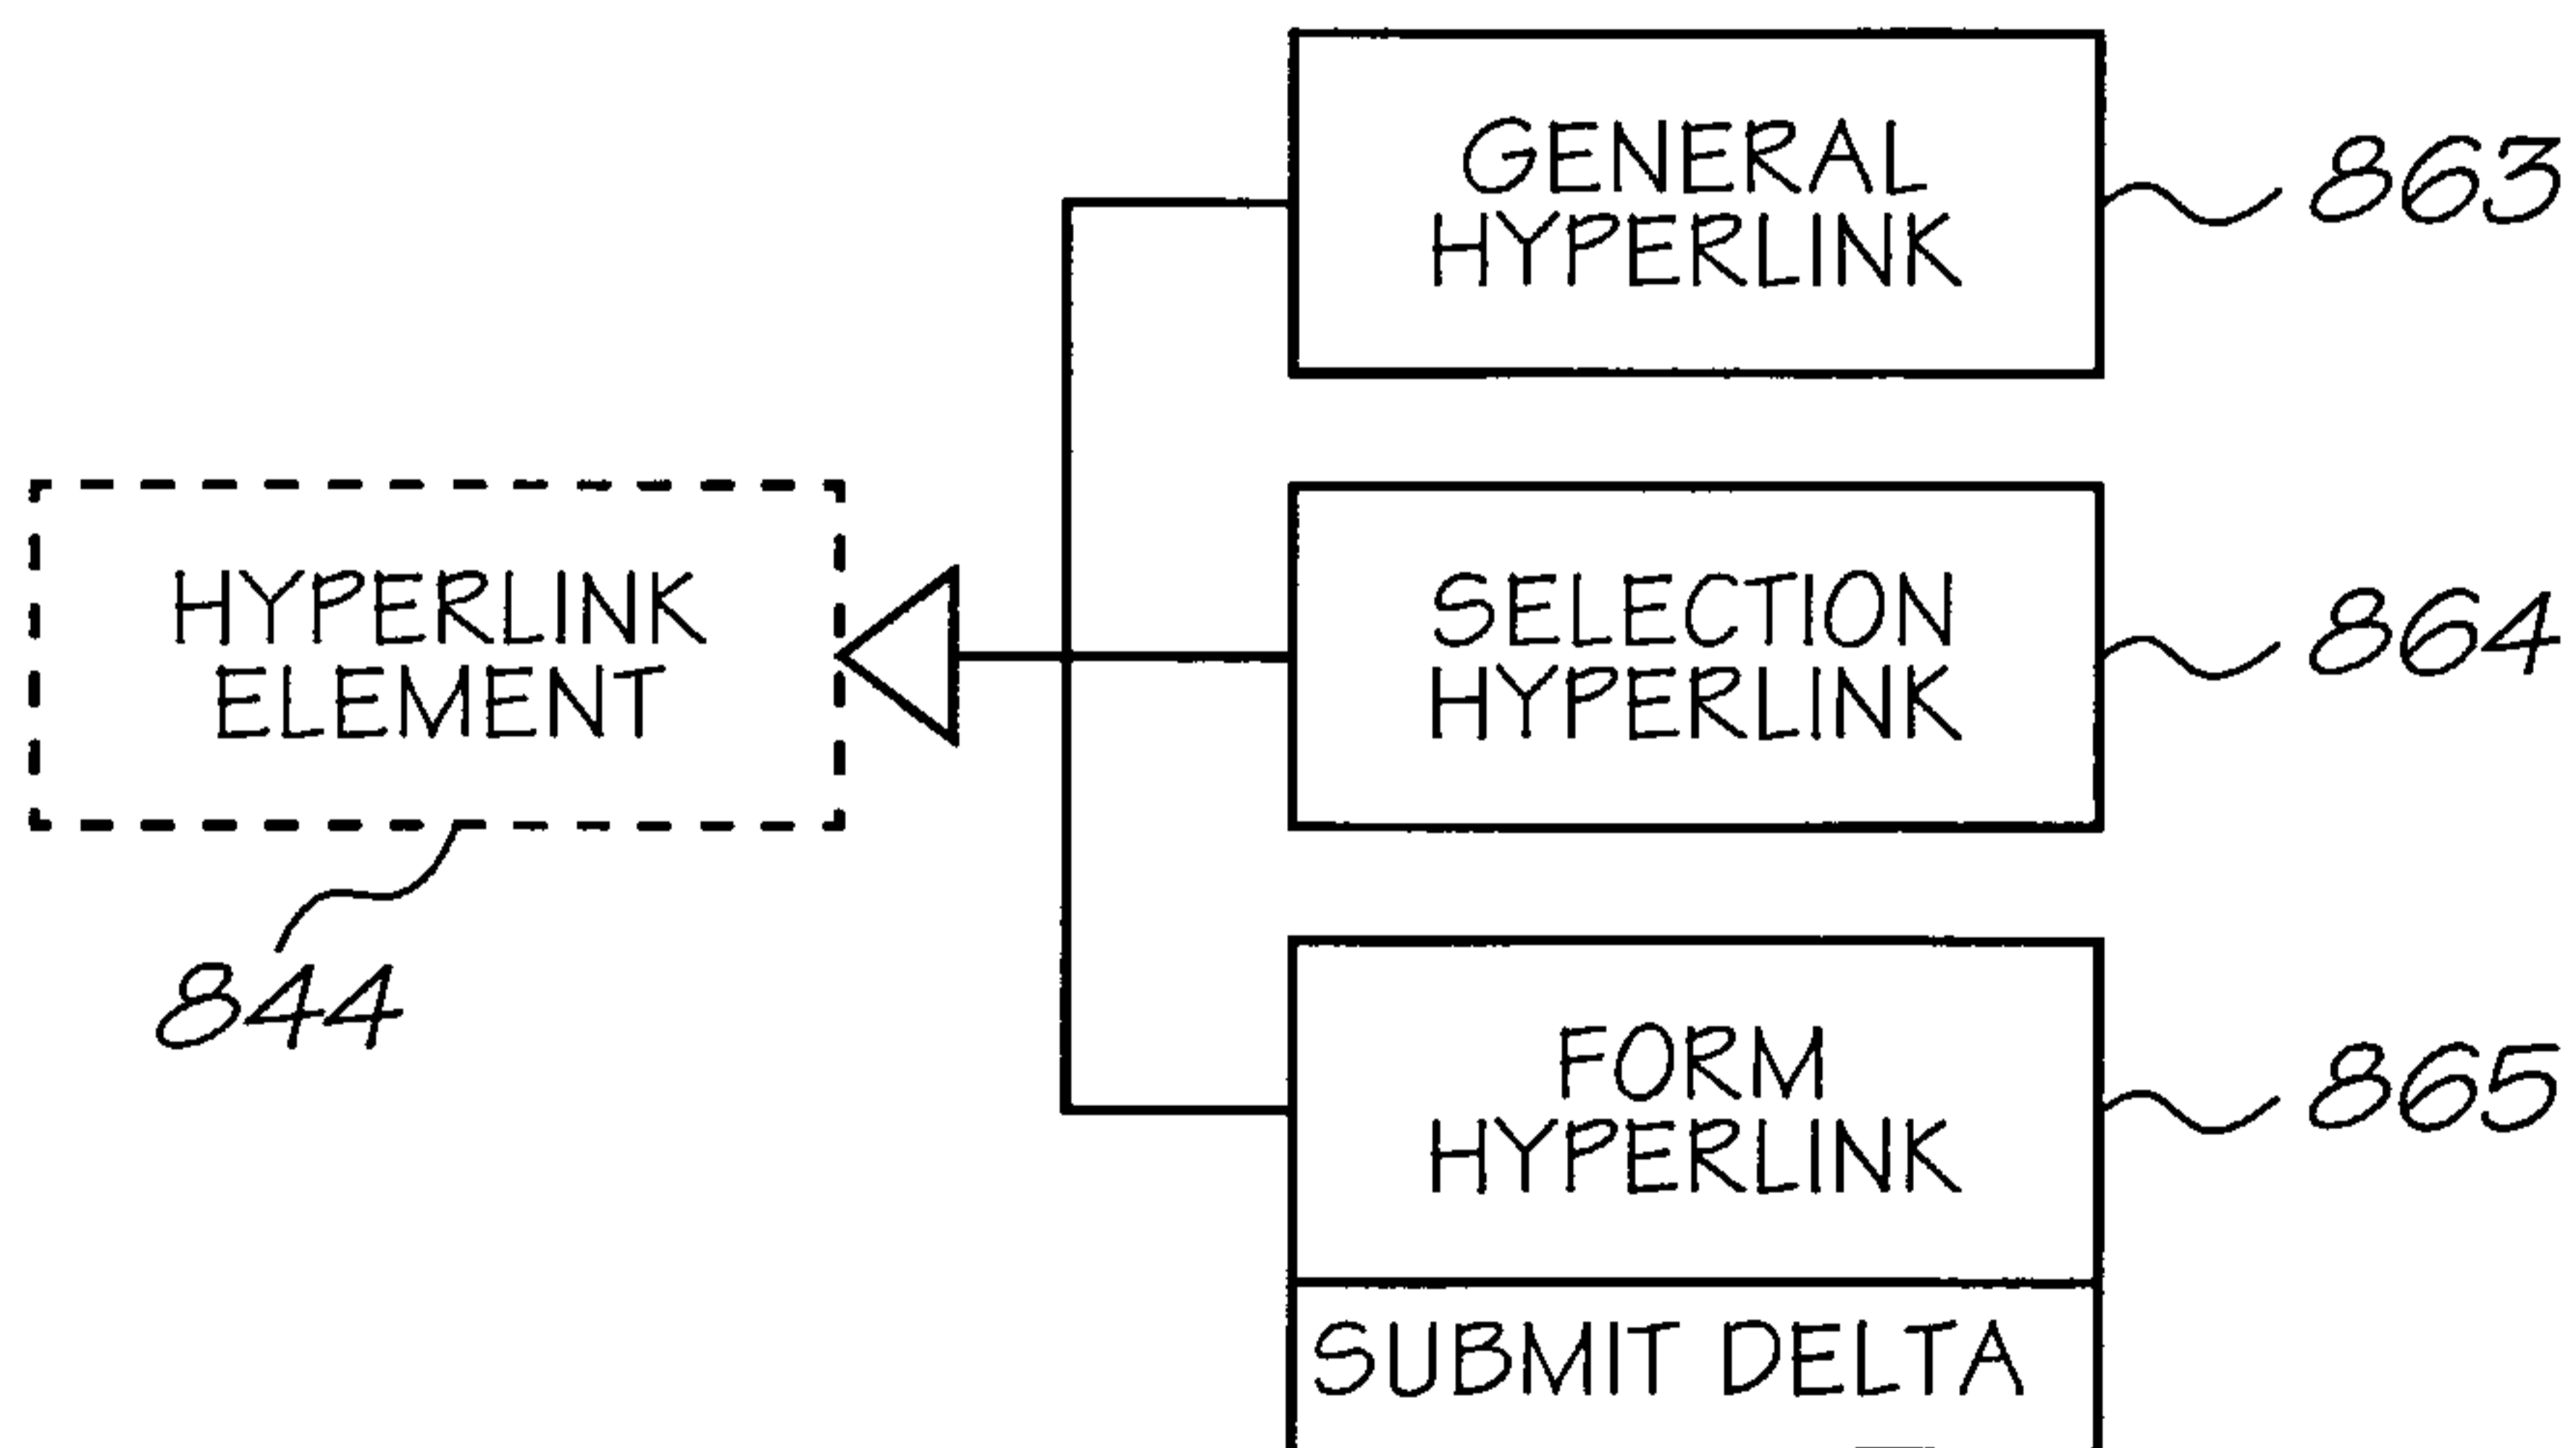 GENERAL
HYPERLINK
863
HYPERLINK
ELEMENT
844
SELECTION
HYPERLINK
864
FORM
HYPERLINK
865
SUBMIT DELTA